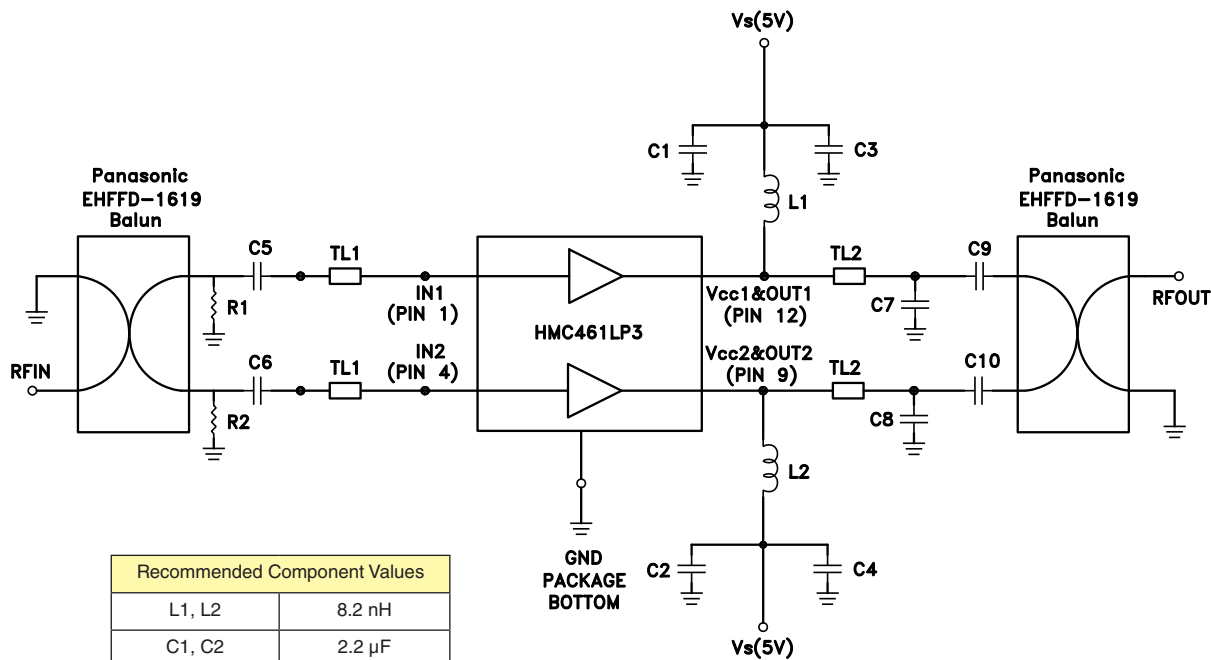 Vs(5V)
C1
C3
L1
Panasonic
EHFFD-1619
Balun
Panasonic
EHFFD-1619
Balun
C5
TL1
IN1
(PIN 1)
R1
HMC461LP3
Vcc1&OUT1
(PIN 12)
TL2
C7
C9
RFOUT
RFIN
C6
TL1
IN2
(PIN 4)
R2
Vcc2&OUT2
(PIN 9)
TL2
C8
C10
L2
GND
PACKAGE
BOTTOM
C2
C4
Vs(5V)
Recommended Component Values
L1, L2 8.2 nH
C1, C2 2.2 µF